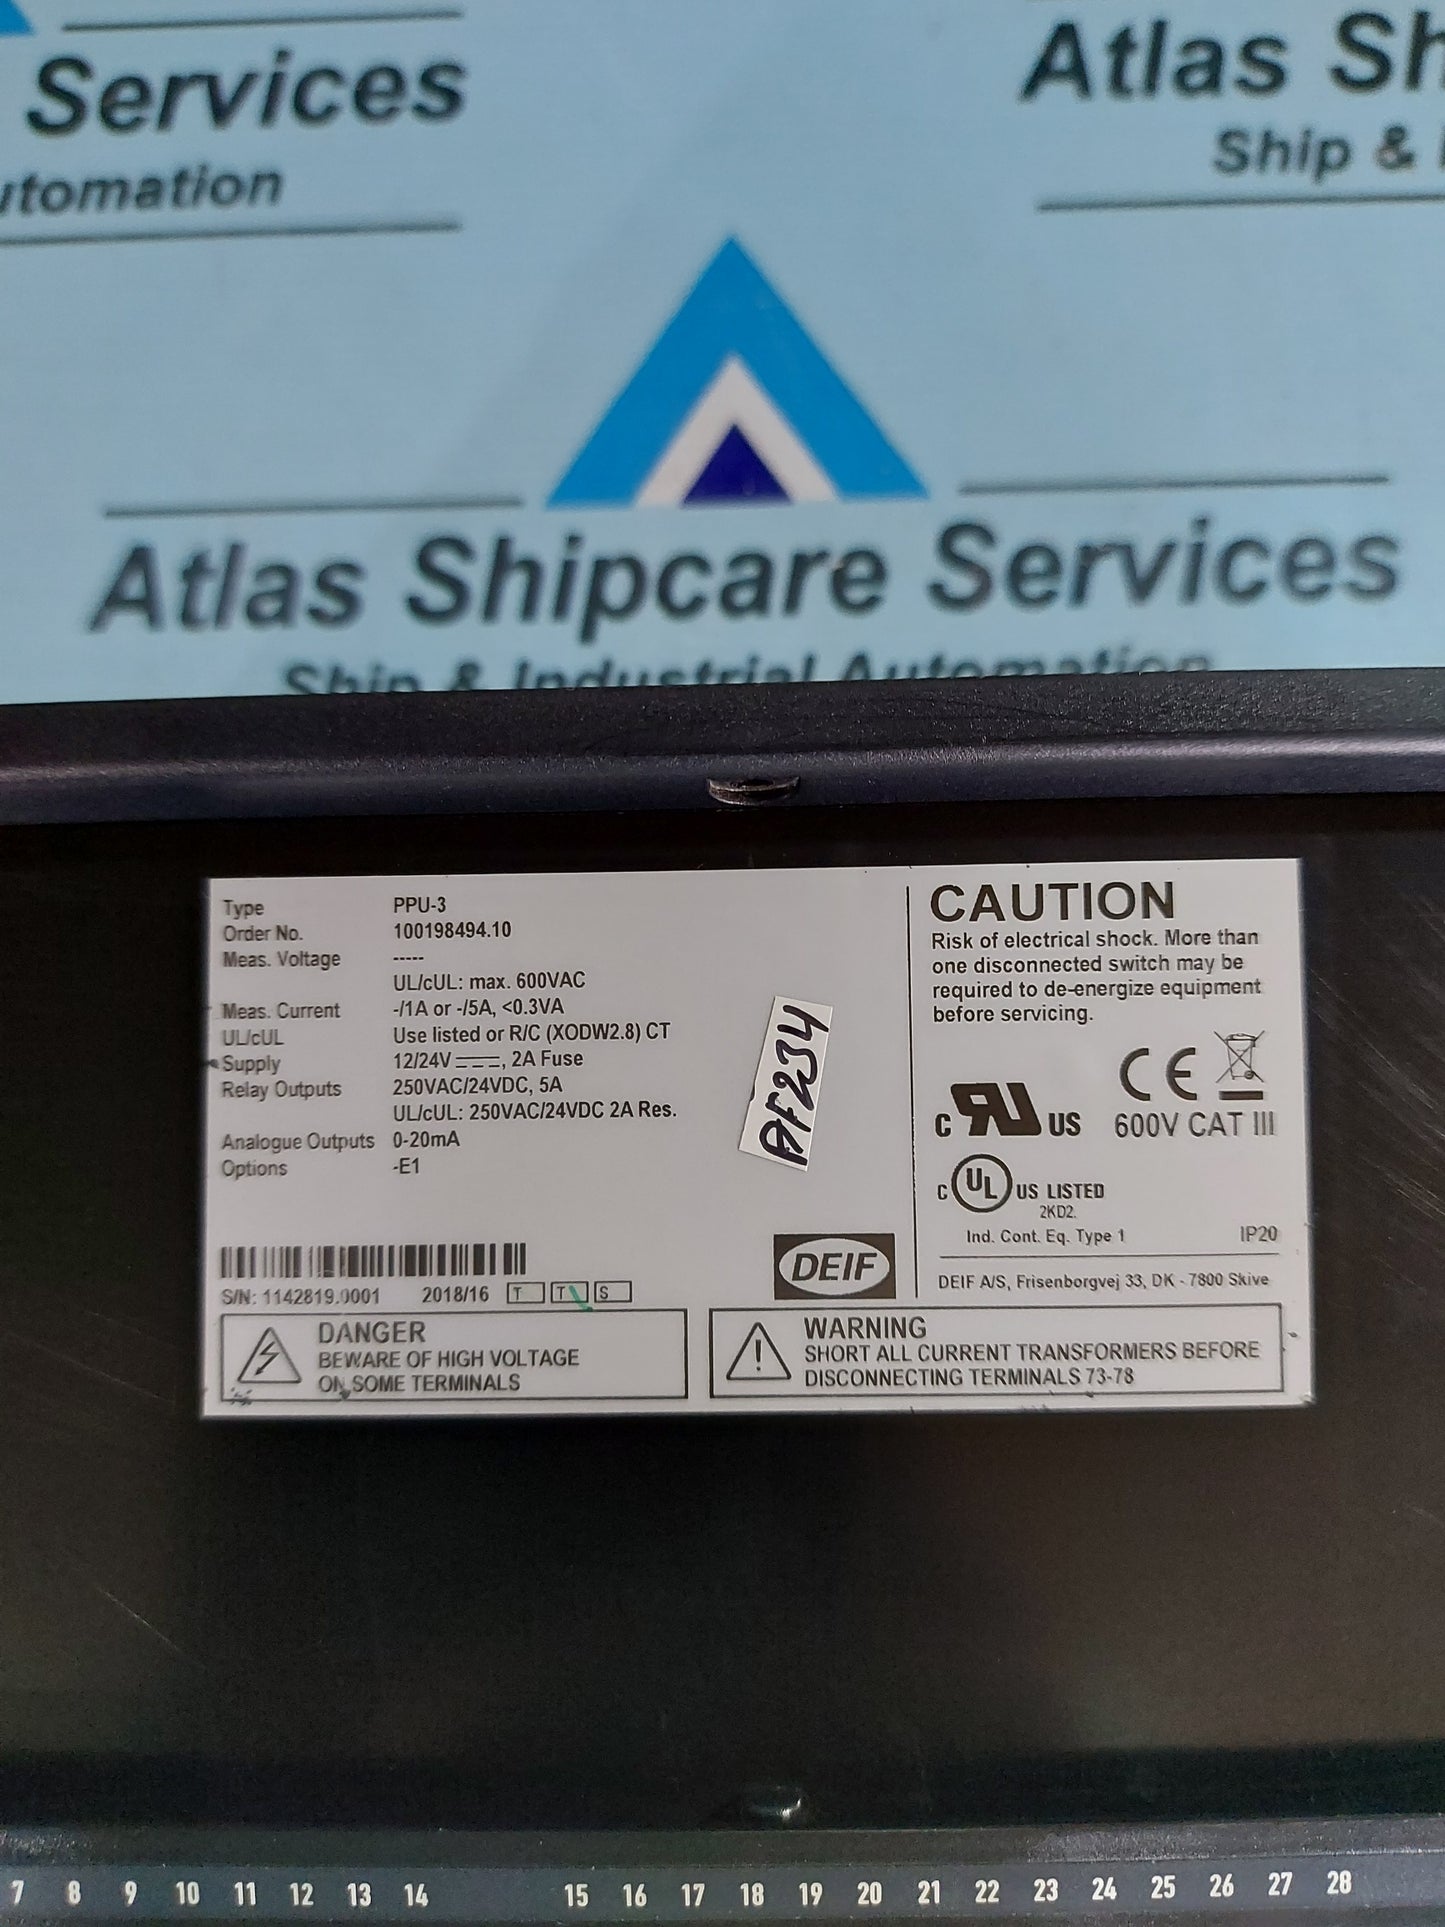 Services
Automation
Atlas Sh
Ship &
Atlas Shipcare Services
Ship & Industrial Automation
Type PPU-3
Order No. 100198494.10
Meas. Voltage -----
UL/cUL: max. 600VAC
Meas. Current -/1A or -/5A, <0.3VA
UL/cUL Use listed or R/C (XODW2.8) CT
Supply 12/24V ⎓, 2A Fuse
Relay Outputs 250VAC/24VDC, 5A
UL/cUL: 250VAC/24VDC 2A Res.
Analogue Outputs 0-20mA
Options -E1
AF234
S/N: 1142819.0001 2018/16 T T S
DEIF
CAUTION
Risk of electrical shock. More than
one disconnected switch may be
required to de-energize equipment
before servicing.
CE
c RU US 600V CAT III
c UL US LISTED
2KD2.
Ind. Cont. Eq. Type 1 IP20
DEIF A/S, Frisenborgvej 33, DK - 7800 Skive
DANGER
BEWARE OF HIGH VOLTAGE
ON SOME TERMINALS
WARNING
SHORT ALL CURRENT TRANSFORMERS BEFORE
DISCONNECTING TERMINALS 73-78
7 8 9 10 11 12 13 14 15 16 17 18 19 20 21 22 23 24 25 26 27 28